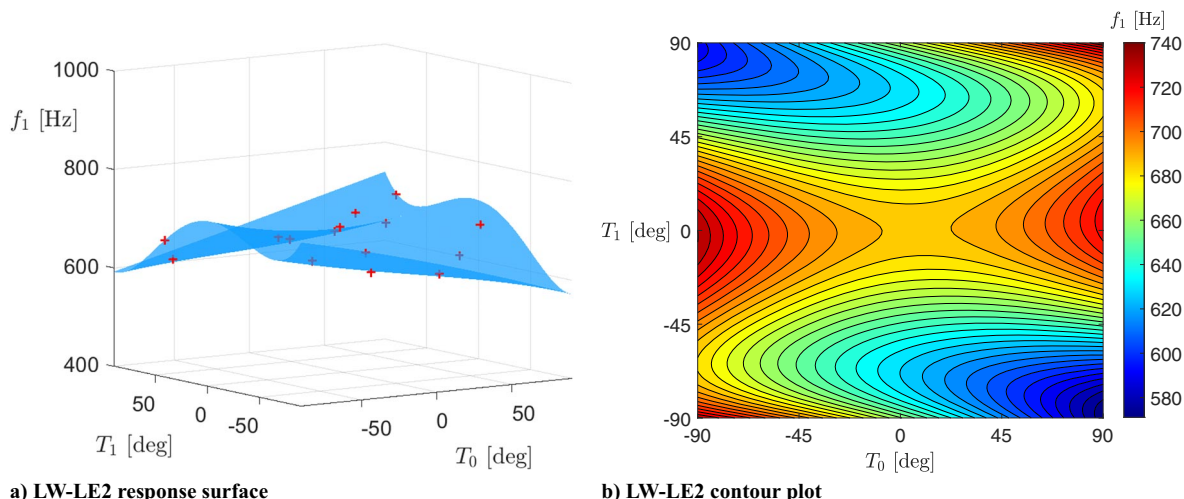 1000
f₁ [Hz]
800
600
400
50
0
-50
T₁ [deg]
-50
0
50
T₀ [deg]
a) LW-LE2 response surface
f₁ [Hz]
90
45
T₁ [deg] 0
-45
-90
-90 -45 0 45 90
T₀ [deg]
740
720
700
680
660
640
620
600
580
b) LW-LE2 contour plot